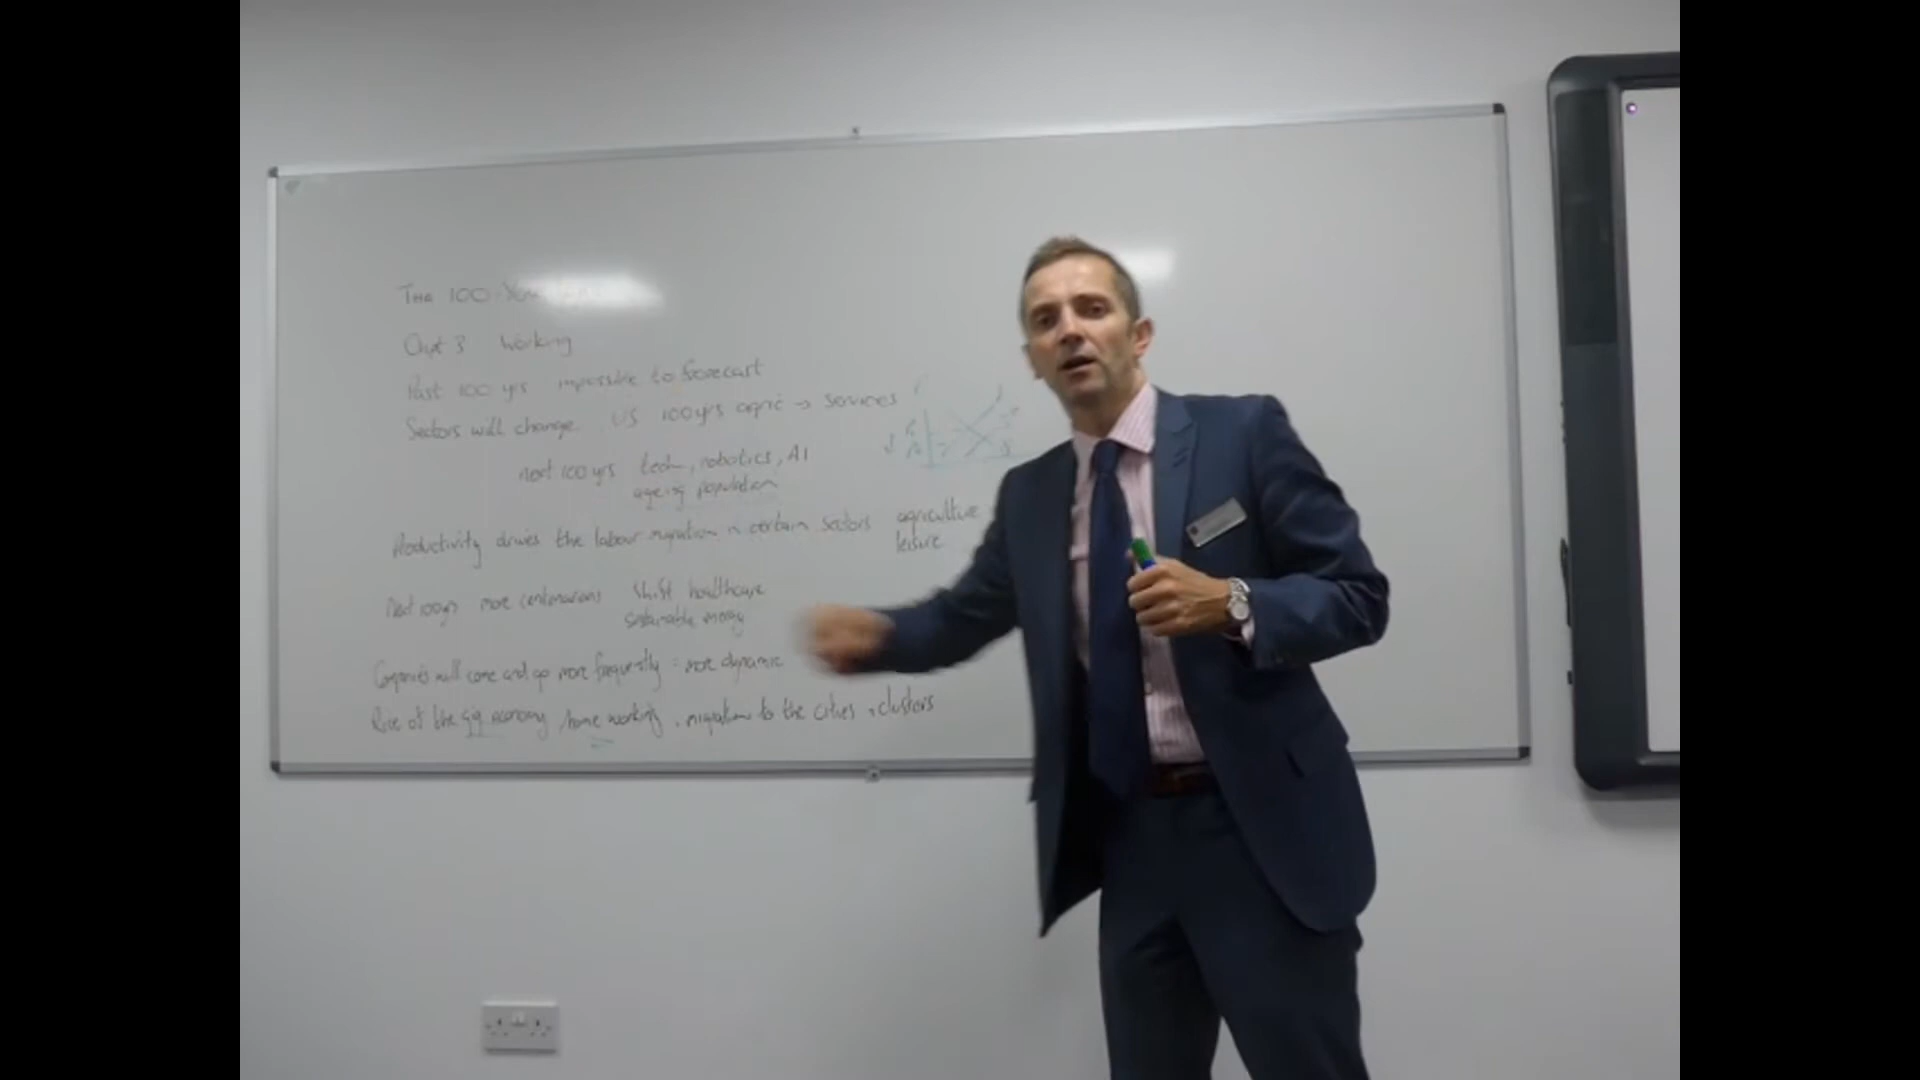 The 100 Year
Chpt 3 Working
Past 100 yrs impossible to forecast
Sectors will change. US 100yrs agric → services
next 100 yrs tech, robotics, AI
ageing population
Productivity drives the labour migration in certain sectors agriculture
leisure
Next 100yrs more centenarians shift healthcare
sustainable energy
Companies will come and go more frequently : more dynamic
Rise of the gig economy, home working, migration to the cities + clusters